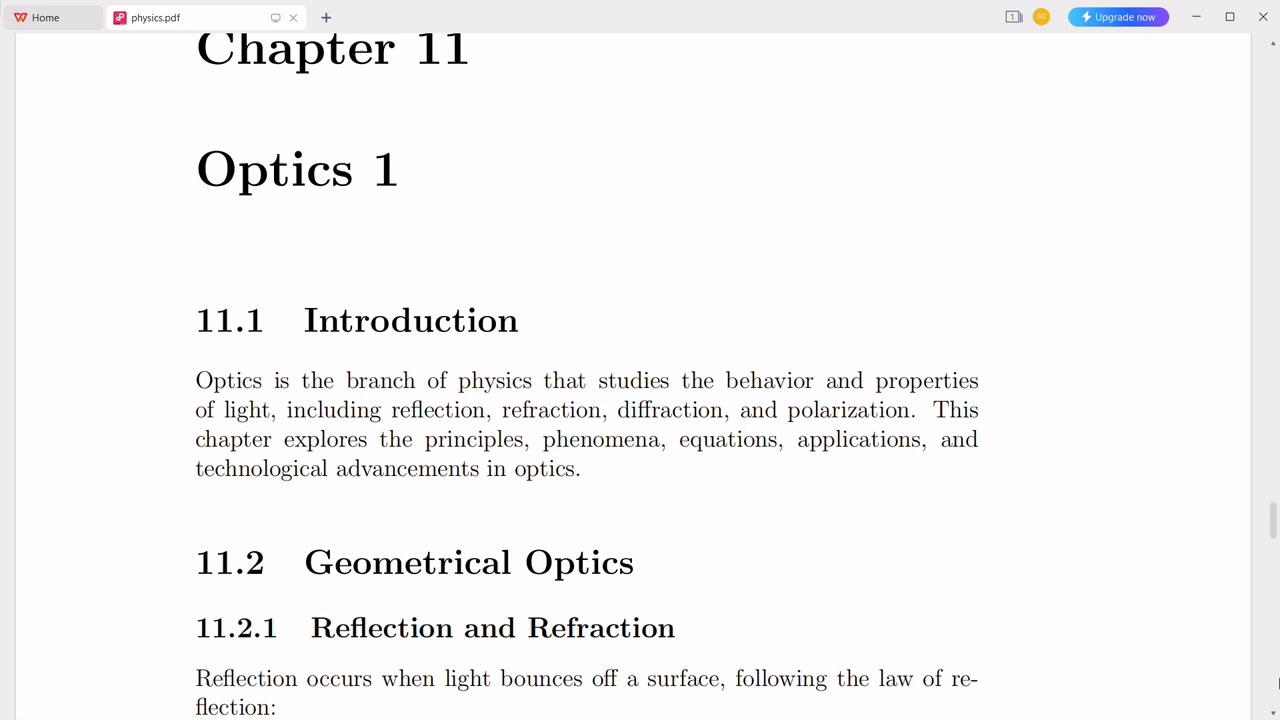 Home
physics.pdf
1
SG
Upgrade now
Chapter 11
Optics 1
11.1 Introduction
Optics is the branch of physics that studies the behavior and properties
of light, including reflection, refraction, diffraction, and polarization. This
chapter explores the principles, phenomena, equations, applications, and
technological advancements in optics.
11.2 Geometrical Optics
11.2.1 Reflection and Refraction
Reflection occurs when light bounces off a surface, following the law of re-
flection: